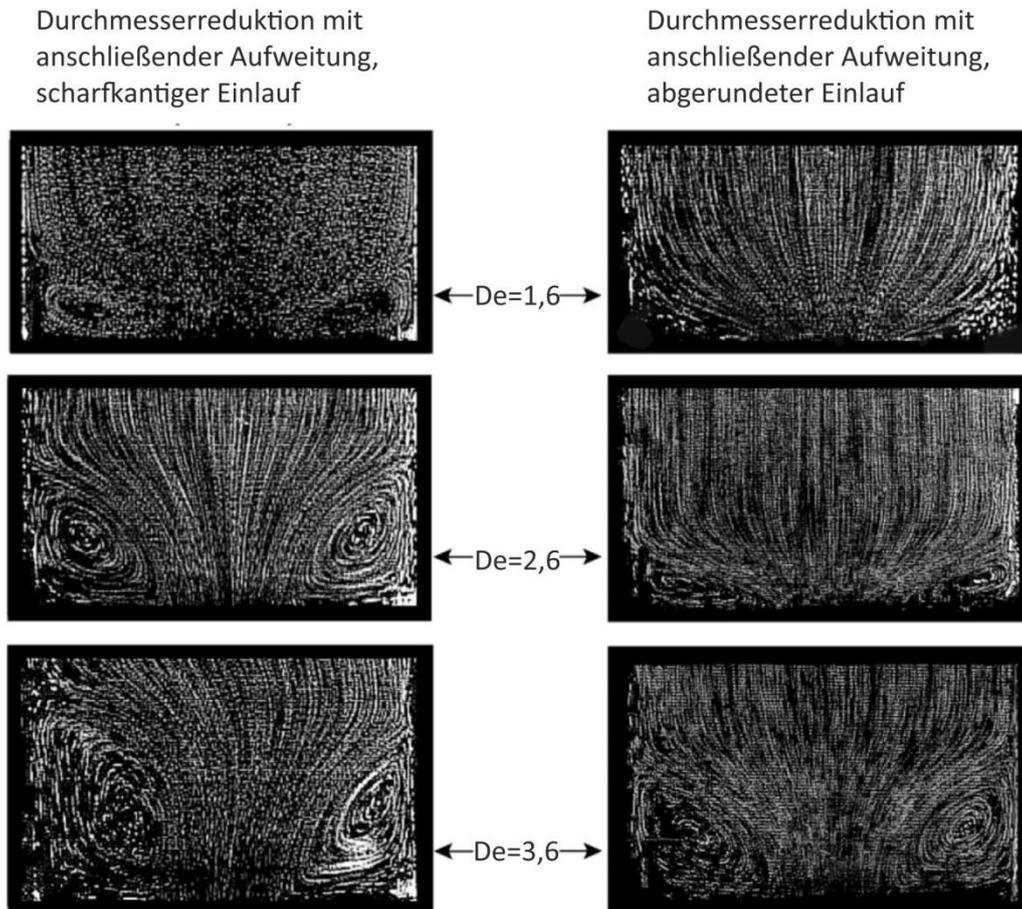 Durchmesserreduktion mit
anschließender Aufweitung,
scharfkantiger Einlauf
Durchmesserreduktion mit
anschließender Aufweitung,
abgerundeter Einlauf
De=1,6
De=2,6
De=3,6